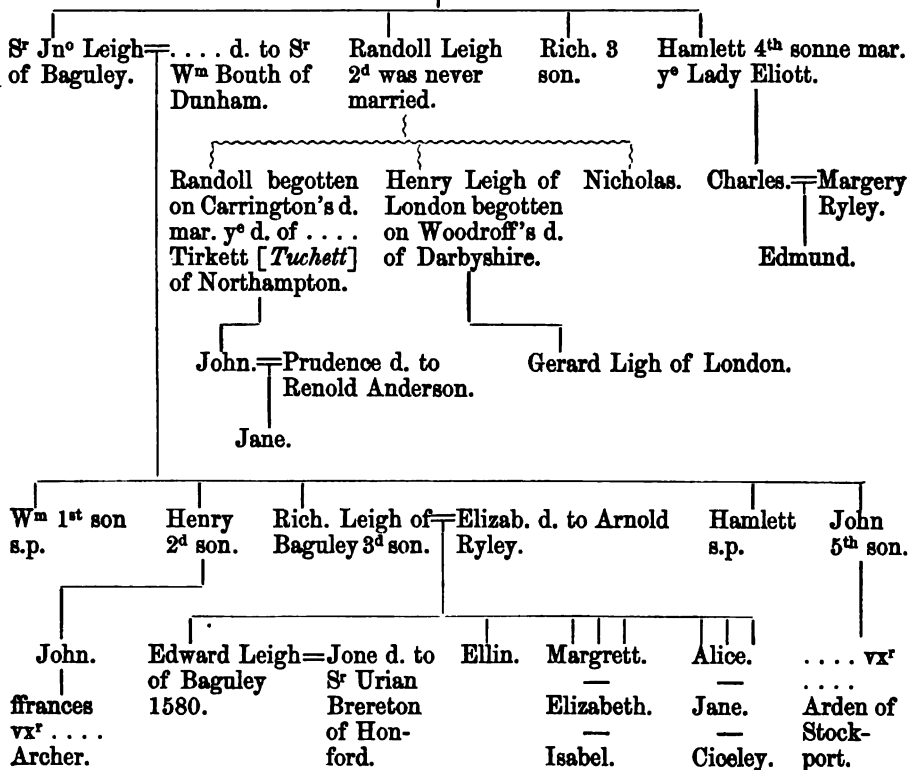 Sr Jno Leigh
of Baguley.
. . . . d. to Sr
Wm Bouth of
Dunham.
Randoll Leigh
2d was never
married.
Rich. 3
son.
Hamlett 4th sonne mar.
ye Lady Eliott.
Randoll begotten
on Carrington's d.
mar. ye d. of . . . .
Tirkett [Tuchett]
of Northampton.
Henry Leigh of
London begotten
on Woodroff's d.
of Darbyshire.
Nicholas.
Charles.
Margery
Ryley.
Edmund.
John.
Prudence d. to
Renold Anderson.
Gerard Ligh of London.
Jane.
Wm 1st son
s.p.
Henry
2d son.
Rich. Leigh of
Baguley 3d son.
Elizab. d. to Arnold
Ryley.
Hamlett
s.p.
John
5th son.
John.
ffrances
vxr . . . .
Archer.
Edward Leigh
of Baguley
1580.
Jone d. to
Sr Urian
Brereton
of Hon-
ford.
Ellin.
Margrett.
—
Elizabeth.
—
Isabel.
Alice.
—
Jane.
—
Ciceley.
. . . . vxr
. . . .
Arden of
Stock-
port.